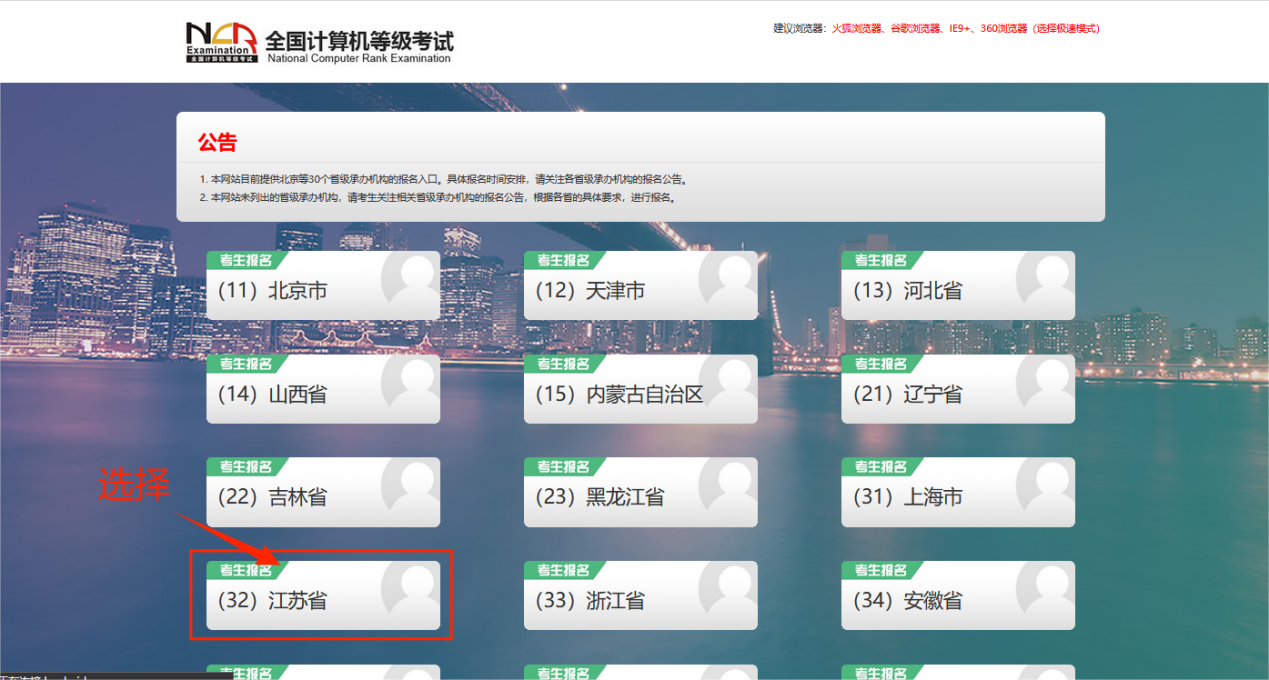 NCR
Examination
全国计算机等级考试
全国计算机等级考试
National Computer Rank Examination
建议浏览器：火狐浏览器、谷歌浏览器、IE9+、360浏览器（选择极速模式）
公告
1. 本网站目前提供北京等30个省级承办机构的报名入口。具体报名时间安排，请关注各省级承办机构的报名公告。
2. 本网站未列出的省级承办机构，请考生关注相关省级承办机构的报名公告，根据各省的具体要求，进行报名。
考生报名 考生报名 考生报名
（11）北京市 （12）天津市 （13）河北省
考生报名 考生报名 考生报名
（14）山西省 （15）内蒙古自治区 （21）辽宁省
考生报名 考生报名 考生报名
（22）吉林省 （23）黑龙江省 （31）上海市
选择
考生报名 考生报名 考生报名
（32）江苏省 （33）浙江省 （34）安徽省
考生报名 考生报名 考生报名